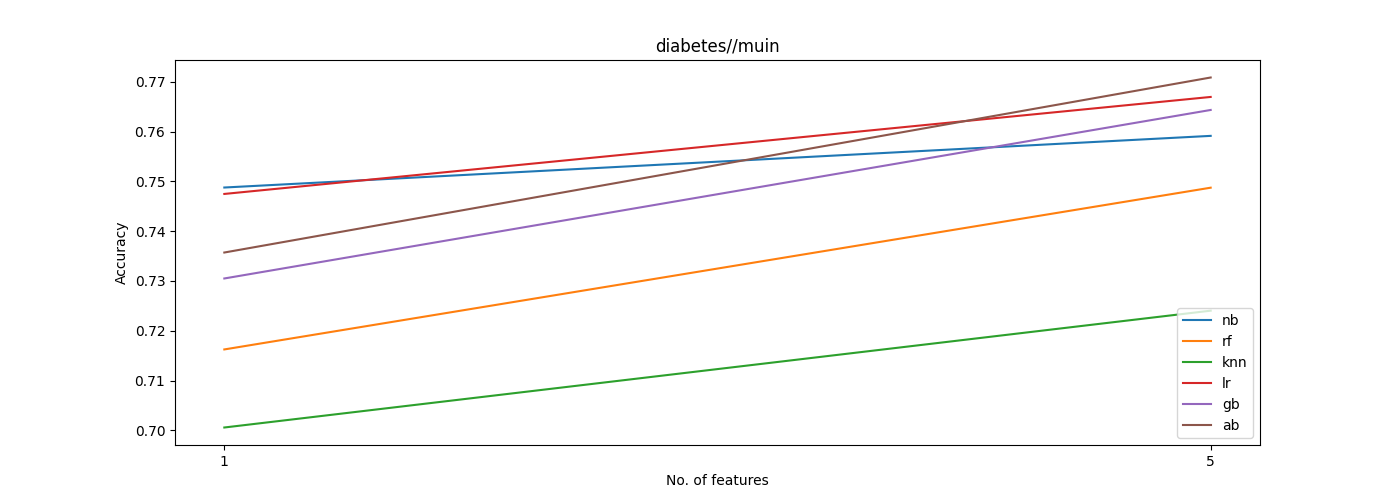 diabetes//muin
Accuracy
0.77
0.76
0.75
0.74
0.73
0.72
0.71
0.70
nb
rf
knn
lr
gb
ab
1
5
No. of features